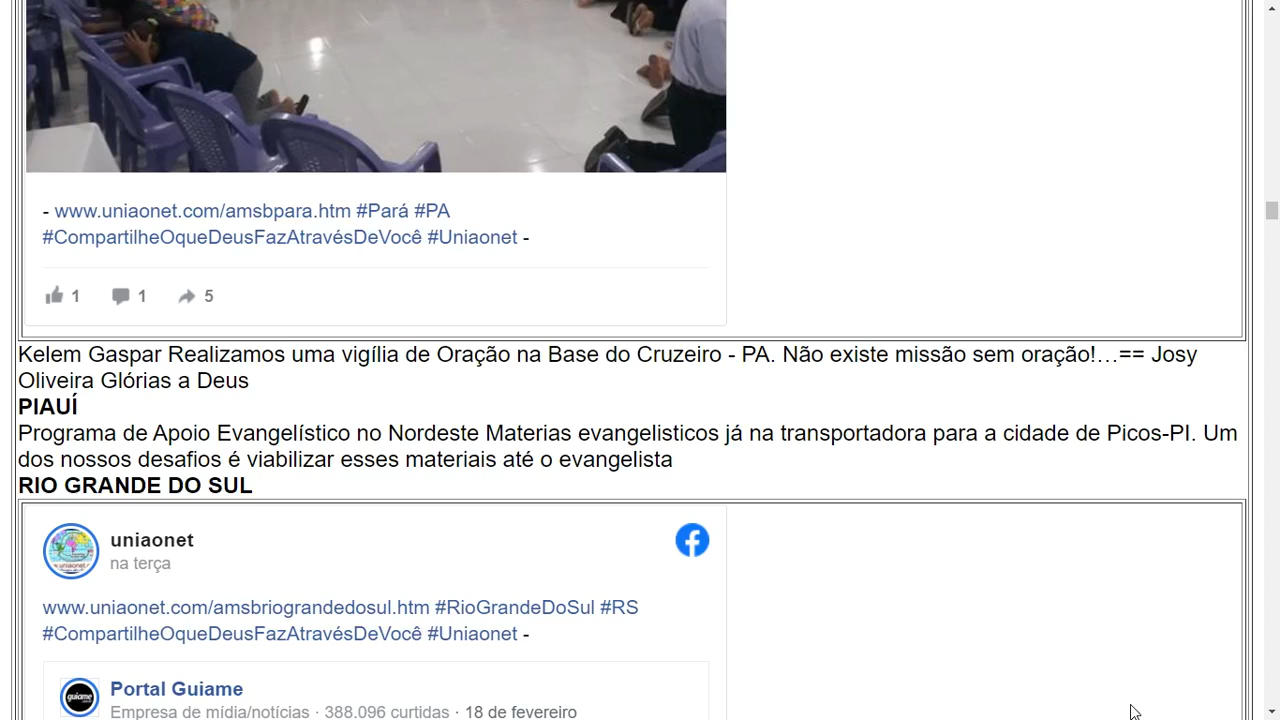 - www.uniaonet.com/amsbpara.htm #Pará #PA
#CompartilheOqueDeusFazAtravésDeVocê #Uniaonet -
1 1 5
Kelem Gaspar Realizamos uma vigília de Oração na Base do Cruzeiro - PA. Não existe missão sem oração!…== Josy
Oliveira Glórias a Deus
PIAUÍ
Programa de Apoio Evangelístico no Nordeste Materias evangelisticos já na transportadora para a cidade de Picos-PI. Um
dos nossos desafios é viabilizar esses materiais até o evangelista
RIO GRANDE DO SUL
uniaonet
na terça
www.uniaonet.com/amsbriograndedosul.htm #RioGrandeDoSul #RS
#CompartilheOqueDeusFazAtravésDeVocê #Uniaonet -
guiame
Portal Guiame
Empresa de mídia/notícias · 388.096 curtidas · 18 de fevereiro